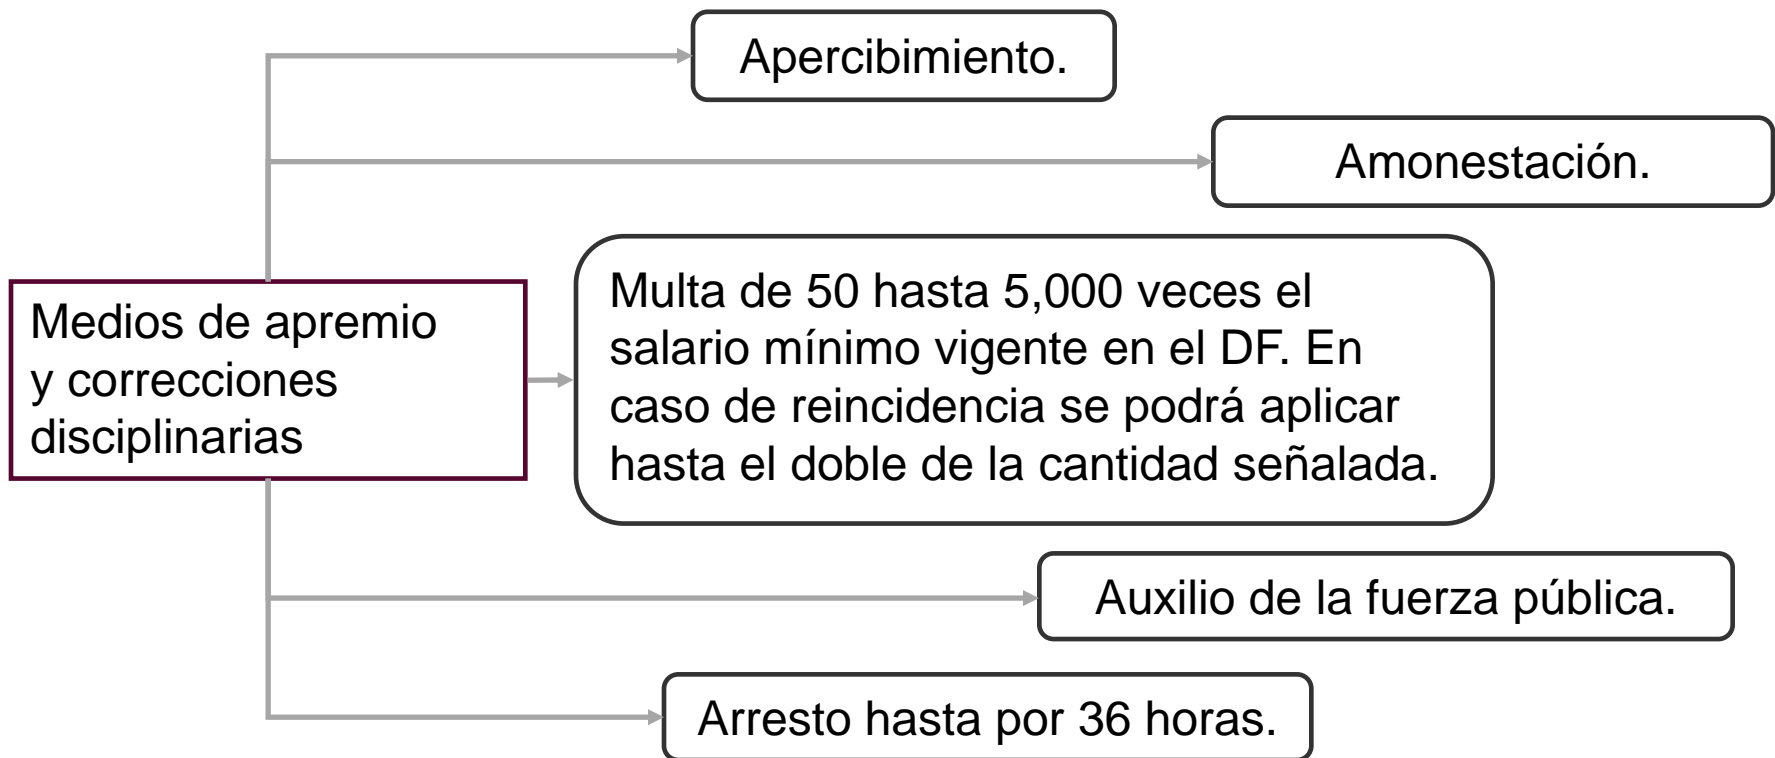 Apercibimiento.
Amonestación.
Medios de apremio
y correcciones
disciplinarias
Multa de 50 hasta 5,000 veces el
salario mínimo vigente en el DF. En
caso de reincidencia se podrá aplicar
hasta el doble de la cantidad señalada.
Auxilio de la fuerza pública.
Arresto hasta por 36 horas.